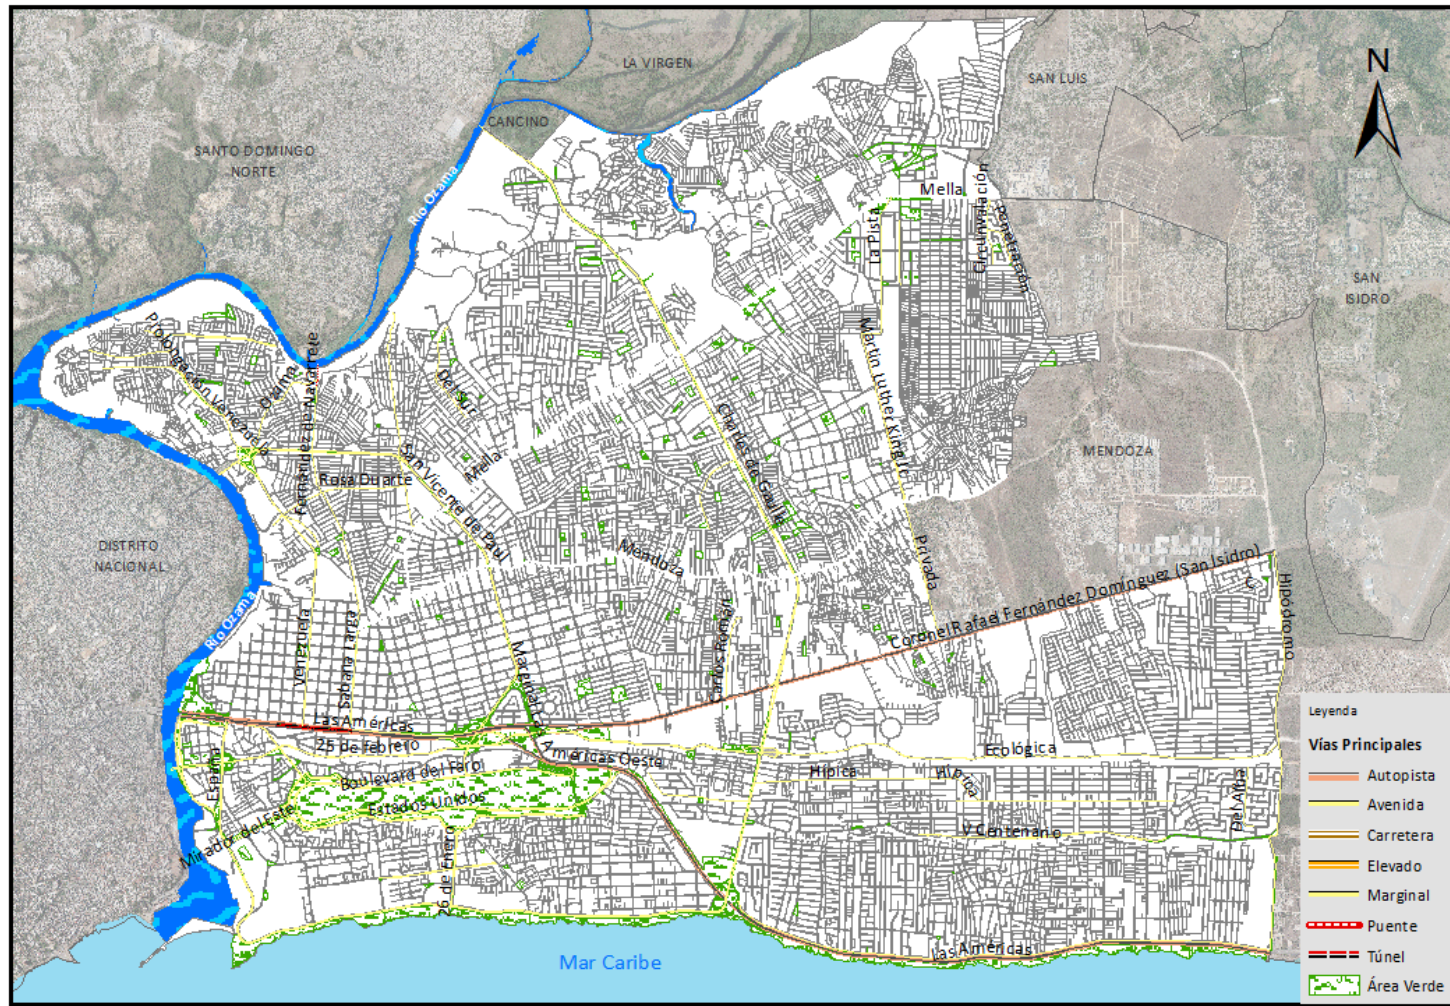 N
LA VIRGEN
SAN LUIS
CANCINO
SANTO DOMINGO
NORTE
Río Ozama
Mella
La Pista
Circunvalación
Penetración
SAN
ISIDRO
Prolongación Venezuela
Ozama
Fernández de Navarrete
Del Sur
Martin Luther King Jr
Charles de Gaulle
Mella
San Vicente de Paul
Rosa Duarte
MENDOZA
DISTRITO
NACIONAL
Mendoza
Privada
Coronel Rafael Fernández Domínguez (San Isidro)
Hipódromo
Río Ozama
Venezuela
Sabana Larga
Carlos Román
Marginal Las Américas Oeste
Las Américas
25 de febrero
Ecológica
España
Boulevard del Faro
Hípica
Hípica
Estados Unidos
Del Alba
Mirador del Este
V Centenario
26 de Enero
Las Américas
Mar Caribe
Leyenda
Vías Principales
Autopista
Avenida
Carretera
Elevado
Marginal
Puente
Túnel
Área Verde